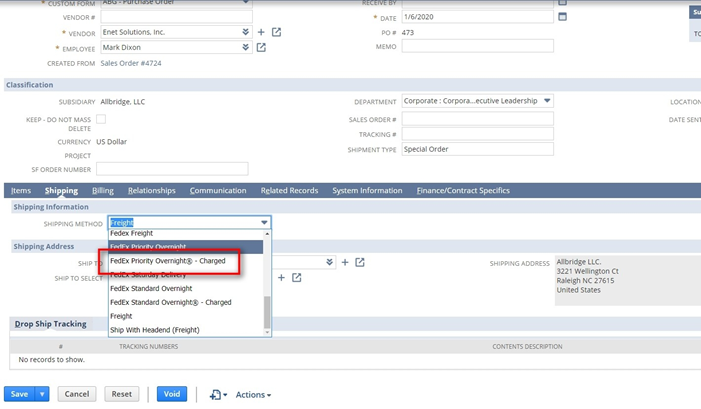 * CUSTOM FORM ABG - Purchase Order RECEIVE BY
VENDOR # * DATE 1/6/2020
* VENDOR Enet Solutions, Inc. PO # 473
* EMPLOYEE Mark Dixon MEMO
CREATED FROM Sales Order #4724
Su
TO
Classification
SUBSIDIARY Allbridge, LLC DEPARTMENT Corporate : Corpora...ecutive Leadership LOCATION
KEEP - DO NOT MASS DELETE SALES ORDER # DATE SENT
TRACKING #
CURRENCY US Dollar
SHIPMENT TYPE Special Order
PROJECT
SF ORDER NUMBER
Items Shipping Billing Relationships Communication Related Records System Information Finance/Contract Specifics
Shipping Information
SHIPPING METHOD Freight
Fedex Freight
FedEx Priority Overnight
FedEx Priority Overnight® - Charged
FedEx Saturday Delivery
FedEx Standard Overnight
FedEx Standard Overnight® - Charged
Freight
Ship With Headend (Freight)
Shipping Address
SHIP TO
SHIP TO SELECT
SHIPPING ADDRESS Allbridge LLC.
3221 Wellington Ct
Raleigh NC 27615
United States
Drop Ship Tracking
# TRACKING NUMBERS CONTENTS DESCRIPTION
No records to show.
Save Cancel Reset Void Actions